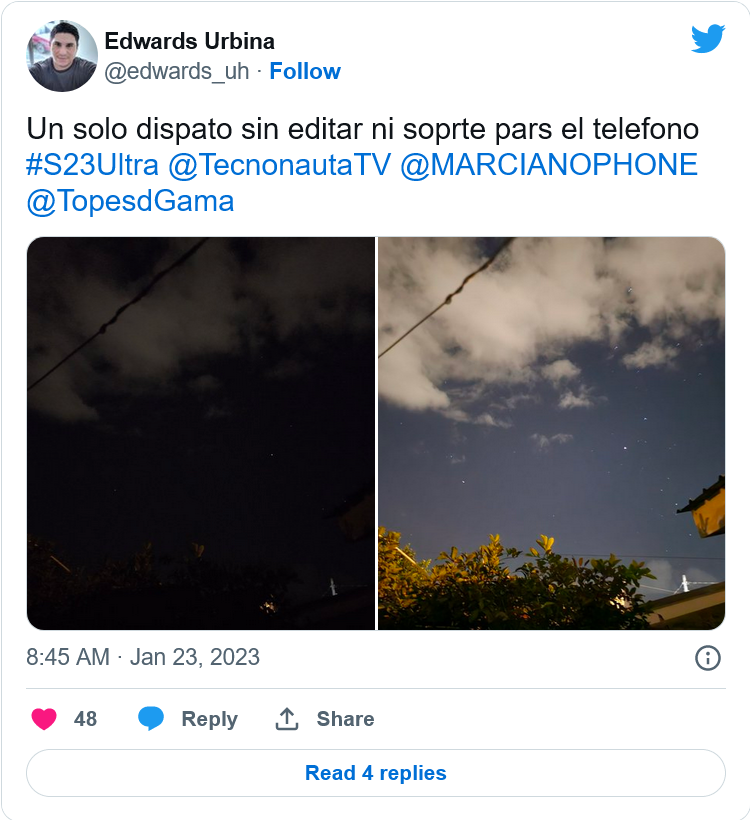 Edwards Urbina
@edwards_uh · Follow
Un solo dispato sin editar ni soprte pars el telefono
#S23Ultra @TecnonautaTV @MARCIANOPHONE
@TopesdGama
8:45 AM · Jan 23, 2023
48 Reply Share
Read 4 replies